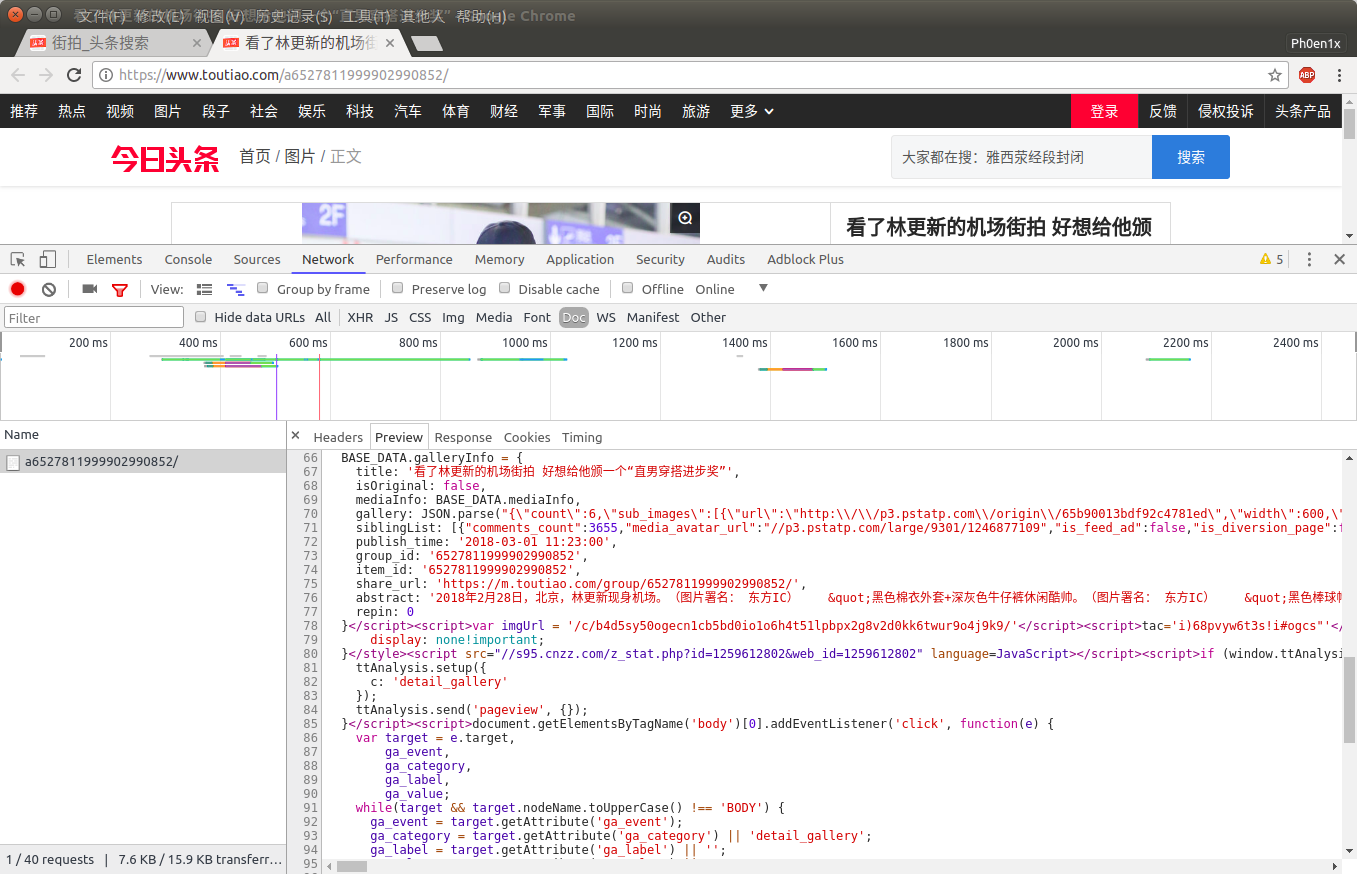 文件(F) 修改(E) 视图(V) 历史记录(S) 工具(T) 其他 帮助(H)
街拍_头条搜索
看了林更新的机场街
Ph0en1x
https://www.toutiao.com/a6527811999902990852/
ABP
推荐 热点 视频 图片 段子 社会 娱乐 科技 汽车 体育 财经 军事 国际 时尚 旅游 更多
登录 反馈 侵权投诉 头条产品
今日头条
首页 / 图片 / 正文
大家都在搜：雅西荥经段封闭
搜索
2F
看了林更新的机场街拍 好想给他颁
Elements Console Sources Network Performance Memory Application Security Audits Adblock Plus
5
View: Group by frame Preserve log Disable cache Offline Online
Filter
Hide data URLs All XHR JS CSS Img Media Font Doc WS Manifest Other
200 ms 400 ms 600 ms 800 ms 1000 ms 1200 ms 1400 ms 1600 ms 1800 ms 2000 ms 2200 ms 2400 ms
Name
a6527811999902990852/
1 / 40 requests | 7.6 KB / 15.9 KB transferr…
× Headers Preview Response Cookies Timing
66 BASE_DATA.galleryInfo = {
67 title: '看了林更新的机场街拍 好想给他颁一个“直男穿搭进步奖”',
68 isOriginal: false,
69 mediaInfo: BASE_DATA.mediaInfo,
70 gallery: JSON.parse("{\"count\":6,\"sub_images\":[{\"url\":\"http:\\/\\/p3.pstatp.com\\/origin\\/65b90013bdf92c4781ed\",\"width\":600,\
71 siblingList: [{"comments_count":3655,"media_avatar_url":"//p3.pstatp.com/large/9301/1246877109","is_feed_ad":false,"is_diversion_page":f
72 publish_time: '2018-03-01 11:23:00',
73 group_id: '6527811999902990852',
74 item_id: '6527811999902990852',
75 share_url: 'https://m.toutiao.com/group/6527811999902990852/',
76 abstract: '2018年2月28日，北京，林更新现身机场。（图片署名： 东方IC） &quot;黑色棉衣外套+深灰色牛仔裤休闲酷帅。（图片署名： 东方IC） &quot;黑色棒球帽
77 repin: 0
78 }</script><script>var imgUrl = '/c/b4d5sy50ogecn1cb5bd0io1o6h4t51lpbpx2g8v2d0kk6twur9o4j9k9/'</script><script>tac='i)68pvyw6t3s!i#ogcs"'</
79 display: none!important;
80 }</style><script src="//s95.cnzz.com/z_stat.php?id=1259612802&web_id=1259612802" language=JavaScript></script><script>if (window.ttAnalysi
81 ttAnalysis.setup({
82 c: 'detail_gallery'
83 });
84 ttAnalysis.send('pageview', {});
85 }</script><script>document.getElementsByTagName('body')[0].addEventListener('click', function(e) {
86 var target = e.target,
87 ga_event,
88 ga_category,
89 ga_label,
90 ga_value;
91 while(target && target.nodeName.toUpperCase() !== 'BODY') {
92 ga_event = target.getAttribute('ga_event');
93 ga_category = target.getAttribute('ga_category') || 'detail_gallery';
94 ga_label = target.getAttribute('ga_label') || '';
95